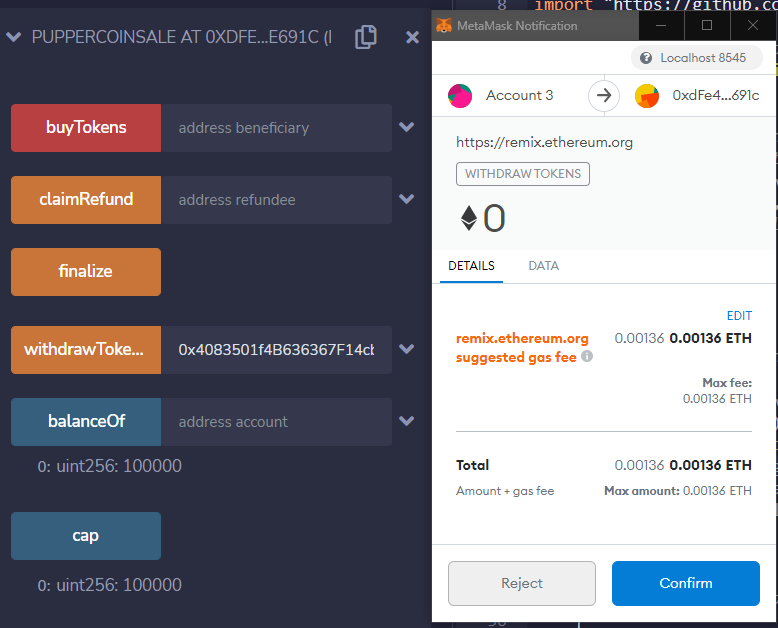 PUPPERCOINSALE AT 0XDFE...E691C (
buyTokens address beneficiary
claimRefund address refundee
finalize
withdrawToke... 0x4083501f4B636367F14cb
balanceOf address account
0: uint256: 100000
cap
0: uint256: 100000
8 import "https://github.co
MetaMask Notification
Localhost 8545
Account 3 0xdFe4...691c
https://remix.ethereum.org
WITHDRAW TOKENS
0
DETAILS DATA
EDIT
remix.ethereum.org 0.00136 0.00136 ETH
suggested gas fee
Max fee:
0.00136 ETH
Total 0.00136 0.00136 ETH
Amount + gas fee Max amount: 0.00136 ETH
Reject Confirm